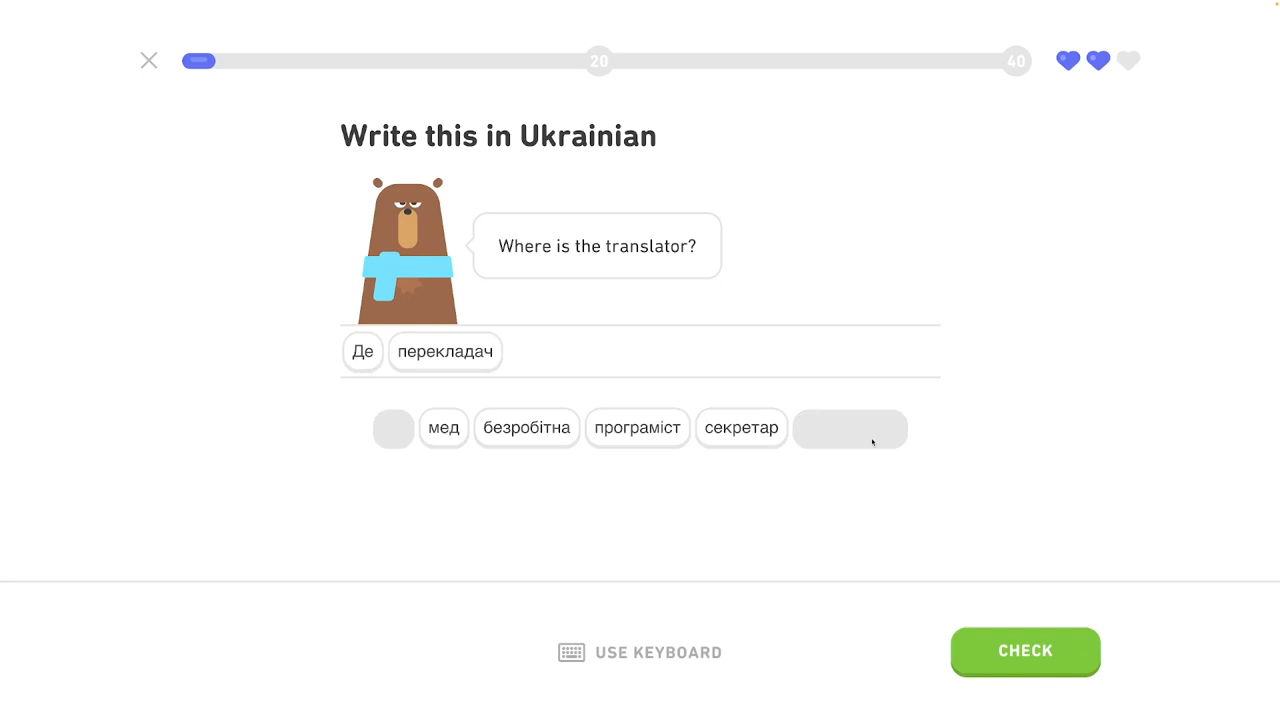 20 40
Write this in Ukrainian
Where is the translator?
Де перекладач
мед безробітна програміст секретар
USE KEYBOARD CHECK